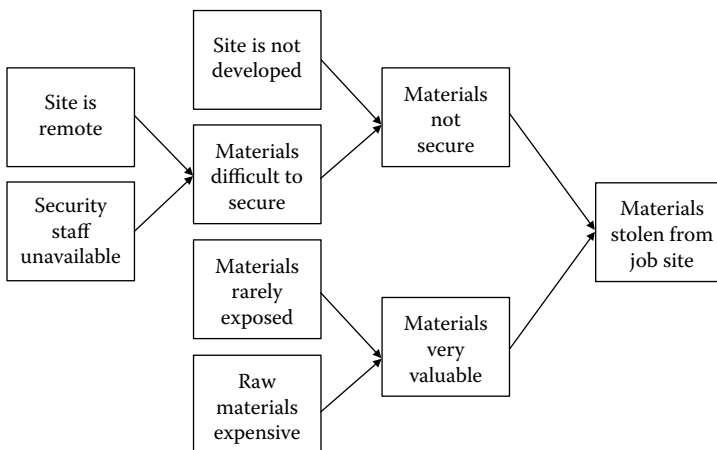 Site is
remote
Security
staff
unavailable
Site is not
developed
Materials
difficult to
secure
Materials
rarely
exposed
Raw
materials
expensive
Materials
not
secure
Materials
very
valuable
Materials
stolen from
job site